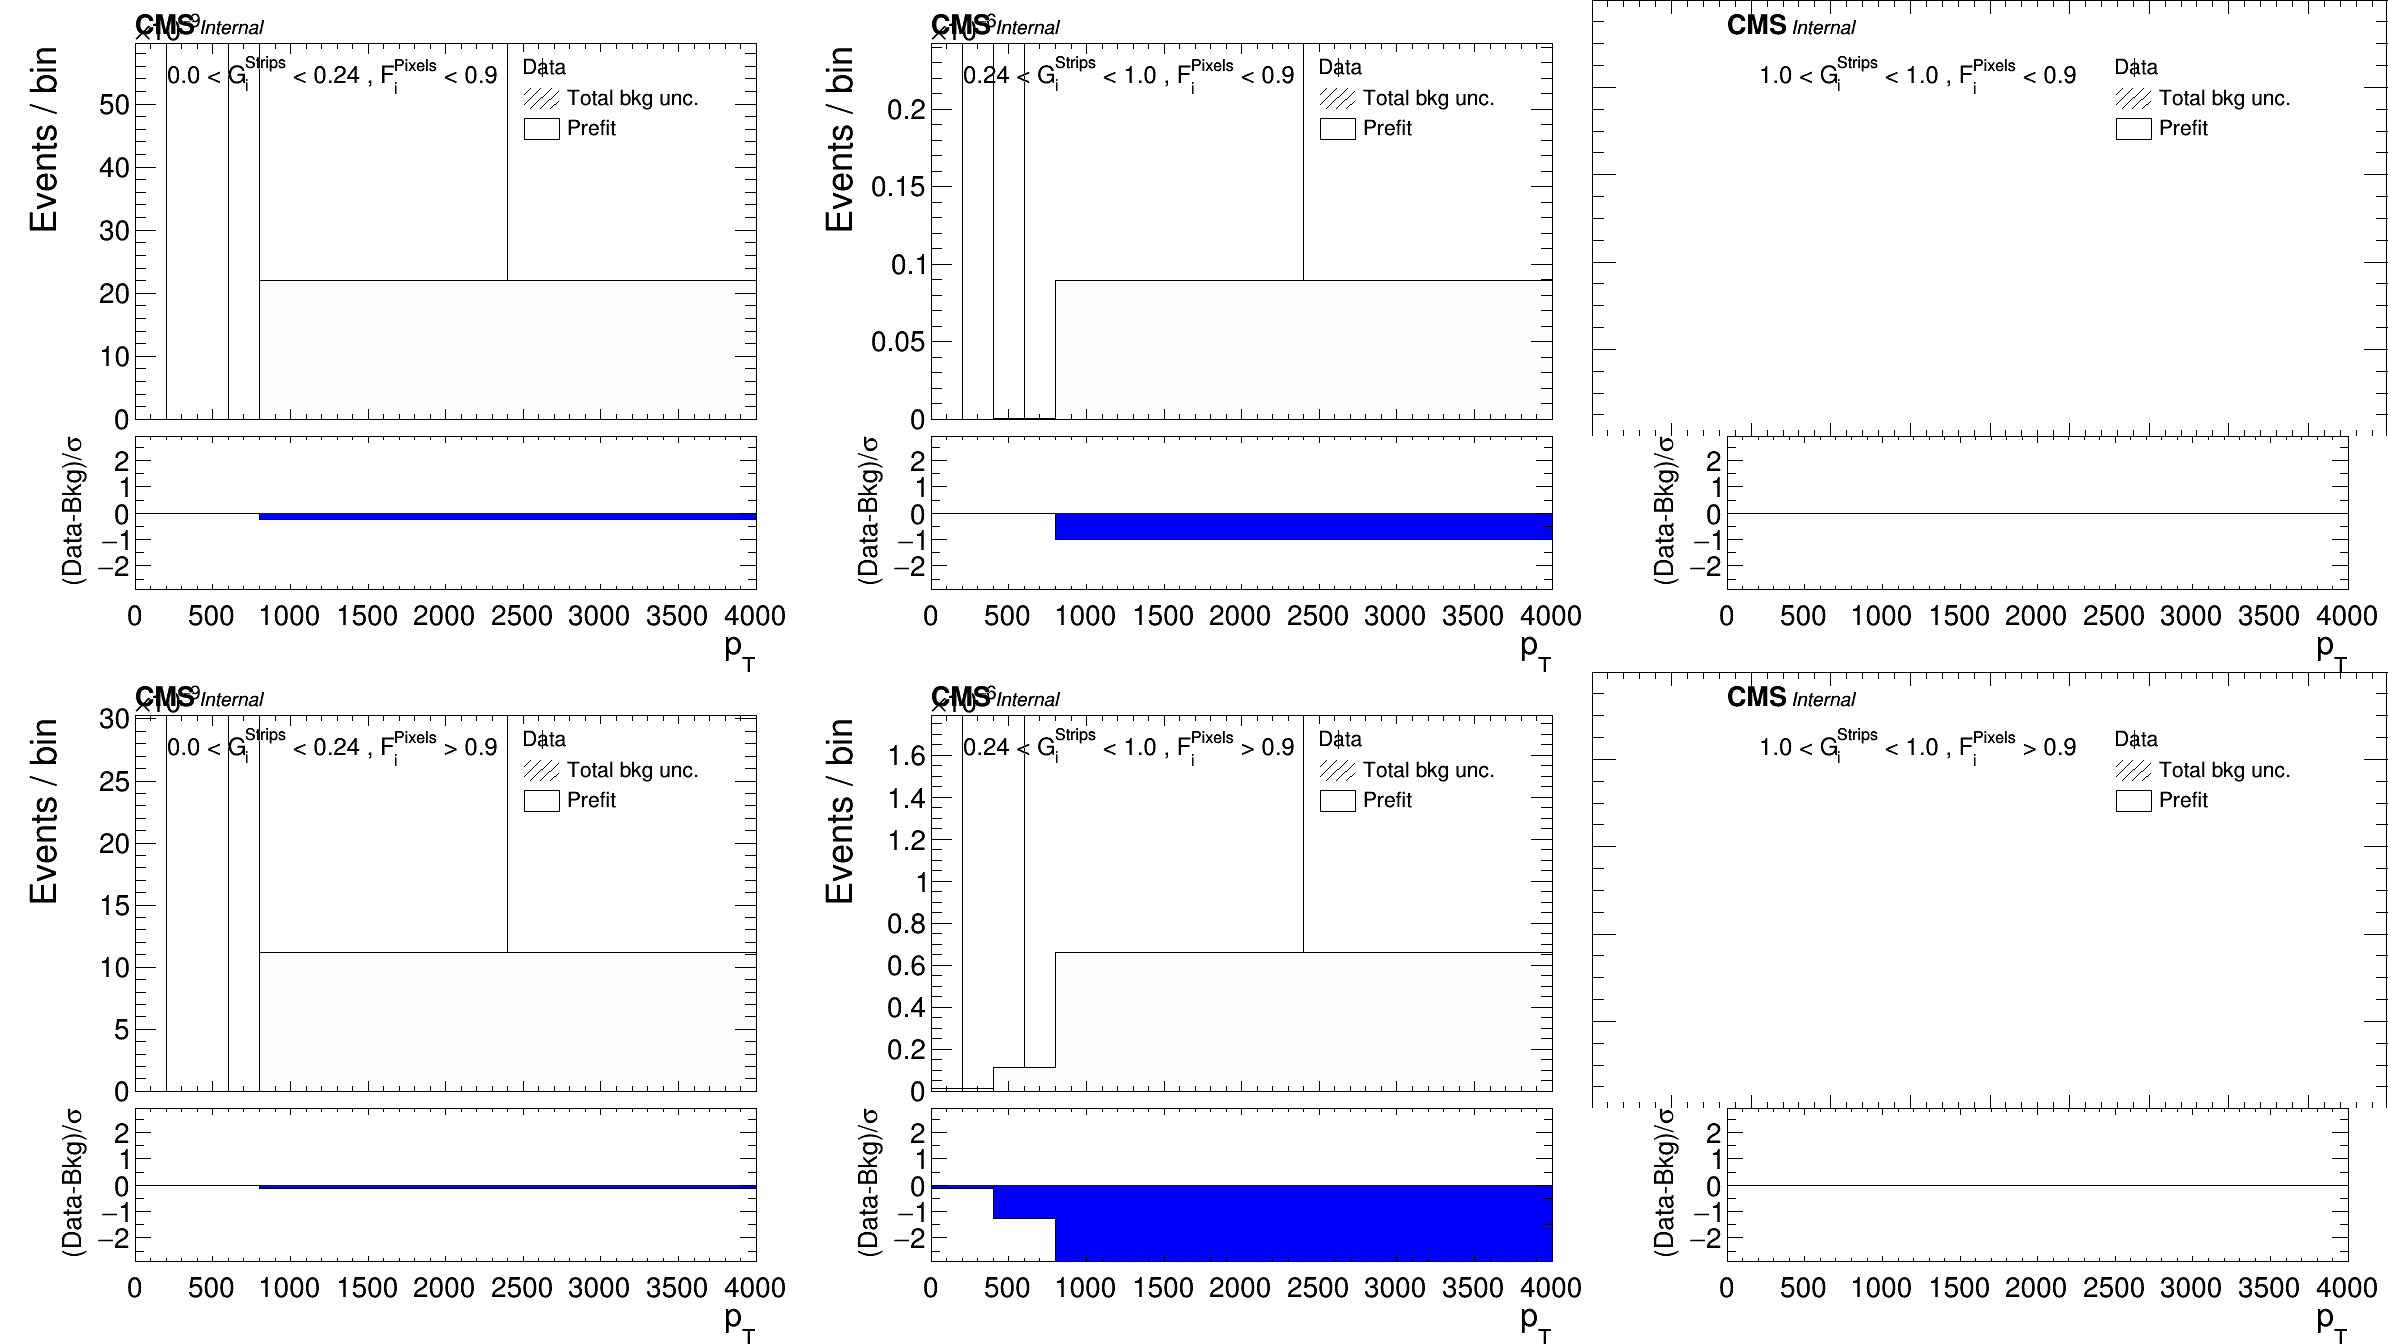 CMS Internal
0.0 < G_i^Strips < 0.24 , F_i^Pixels < 0.9
Data
Total bkg unc.
Prefit
Events / bin
50
40
30
20
10
0
(Data-Bkg)/σ
2
1
0
−1
−2
0 500 1000 1500 2000 2500 3000 3500 4000
p_T
CMS Internal
0.24 < G_i^Strips < 1.0 , F_i^Pixels < 0.9
Data
Total bkg unc.
Prefit
Events / bin
0.2
0.15
0.1
0.05
0
(Data-Bkg)/σ
2
1
0
−1
−2
0 500 1000 1500 2000 2500 3000 3500 4000
p_T
CMS Internal
1.0 < G_i^Strips < 1.0 , F_i^Pixels < 0.9
Data
Total bkg unc.
Prefit
(Data-Bkg)/σ
2
1
0
−1
−2
0 500 1000 1500 2000 2500 3000 3500 4000
p_T
CMS Internal
0.0 < G_i^Strips < 0.24 , F_i^Pixels > 0.9
Data
Total bkg unc.
Prefit
Events / bin
30
25
20
15
10
5
0
(Data-Bkg)/σ
2
1
0
−1
−2
0 500 1000 1500 2000 2500 3000 3500 4000
p_T
CMS Internal
0.24 < G_i^Strips < 1.0 , F_i^Pixels > 0.9
Data
Total bkg unc.
Prefit
Events / bin
1.6
1.4
1.2
1
0.8
0.6
0.4
0.2
0
(Data-Bkg)/σ
2
1
0
−1
−2
0 500 1000 1500 2000 2500 3000 3500 4000
p_T
CMS Internal
1.0 < G_i^Strips < 1.0 , F_i^Pixels > 0.9
Data
Total bkg unc.
Prefit
(Data-Bkg)/σ
2
1
0
−1
−2
0 500 1000 1500 2000 2500 3000 3500 4000
p_T